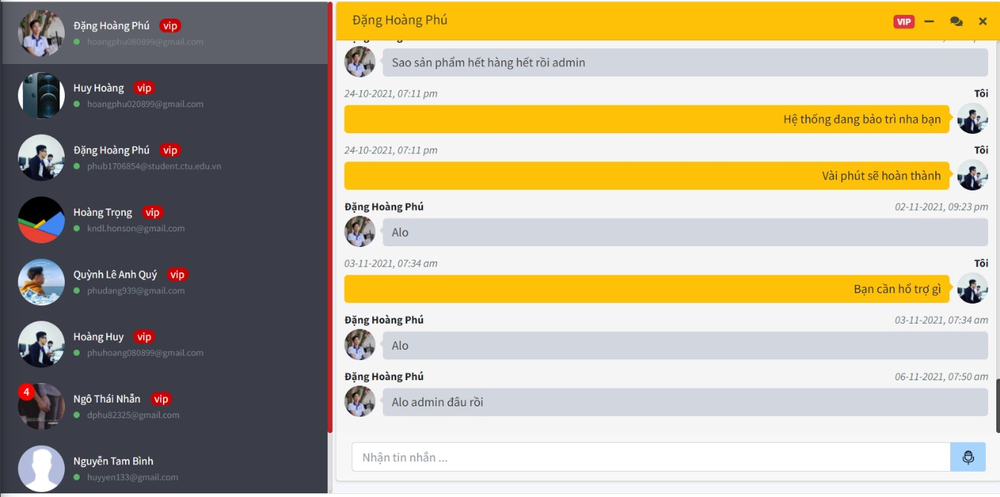 Đặng Hoàng Phú vip
hoangphu080899@gmail.com
Huy Hoàng vip
hoangphu020899@gmail.com
Đặng Hoàng Phú vip
phub1706854@student.ctu.edu.vn
Hoàng Trọng vip
kndl.honson@gmail.com
Quỳnh Lê Anh Quý vip
phudang939@gmail.com
Hoàng Huy vip
phuhoang080899@gmail.com
4
Ngô Thái Nhẫn vip
dphu82325@gmail.com
Nguyễn Tam Bình
huyyen133@gmail.com
Đặng Hoàng Phú VIP
Sao sản phẩm hết hàng hết rồi admin
24-10-2021, 07:11 pm Tôi
Hệ thống đang bảo trì nha bạn
24-10-2021, 07:11 pm Tôi
Vài phút sẽ hoàn thành
Đặng Hoàng Phú 02-11-2021, 09:23 pm
Alo
03-11-2021, 07:34 am Tôi
Bạn cần hổ trợ gì
Đặng Hoàng Phú 03-11-2021, 07:34 am
Alo
Đặng Hoàng Phú 06-11-2021, 07:50 am
Alo admin đâu rồi
Nhận tin nhắn ...